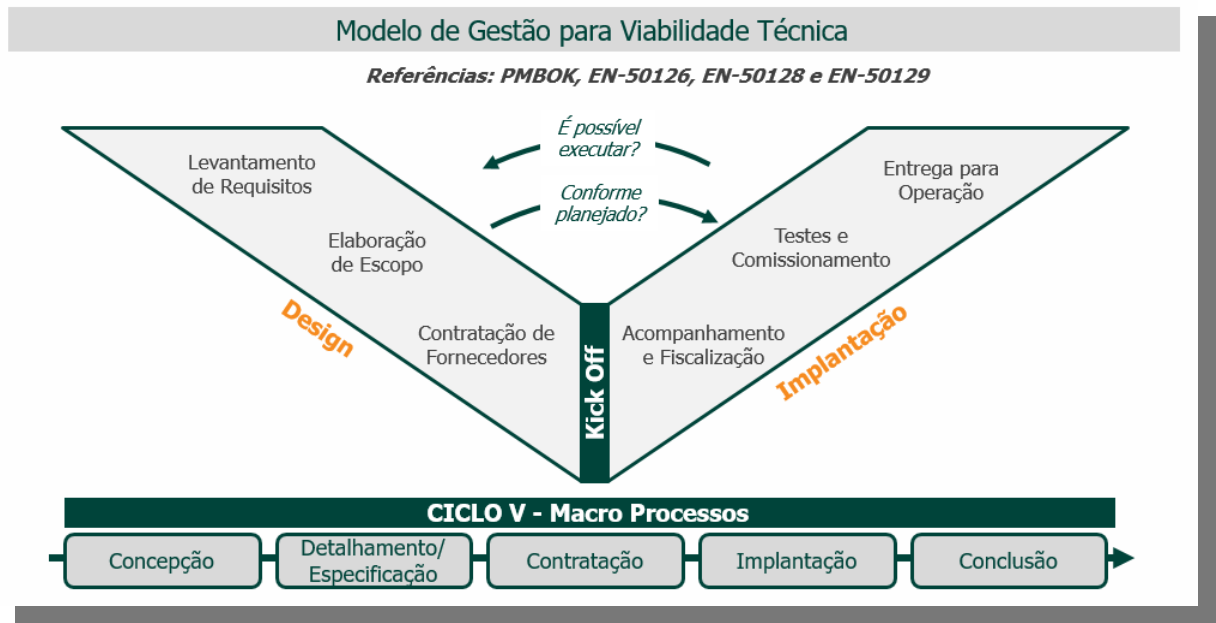 Modelo de Gestão para Viabilidade Técnica
Referências: PMBOK, EN-50126, EN-50128 e EN-50129
É possível
executar?
Conforme
planejado?
Levantamento
de Requisitos
Elaboração
de Escopo
Contratação de
Fornecedores
Design
Kick Off
Entrega para
Operação
Testes e
Comissionamento
Acompanhamento
e Fiscalização
Implantação
CICLO V - Macro Processos
Concepção
Detalhamento/
Especificação
Contratação
Implantação
Conclusão